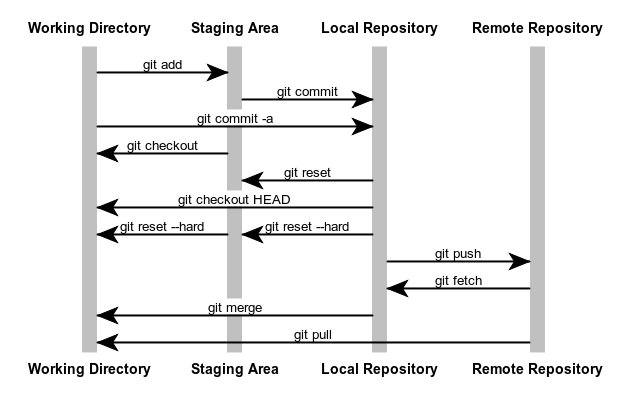 Working Directory Staging Area Local Repository Remote Repository
git add
git commit
git commit -a
git checkout
git reset
git checkout HEAD
git reset --hard git reset --hard
git push
git fetch
git merge
git pull
Working Directory Staging Area Local Repository Remote Repository